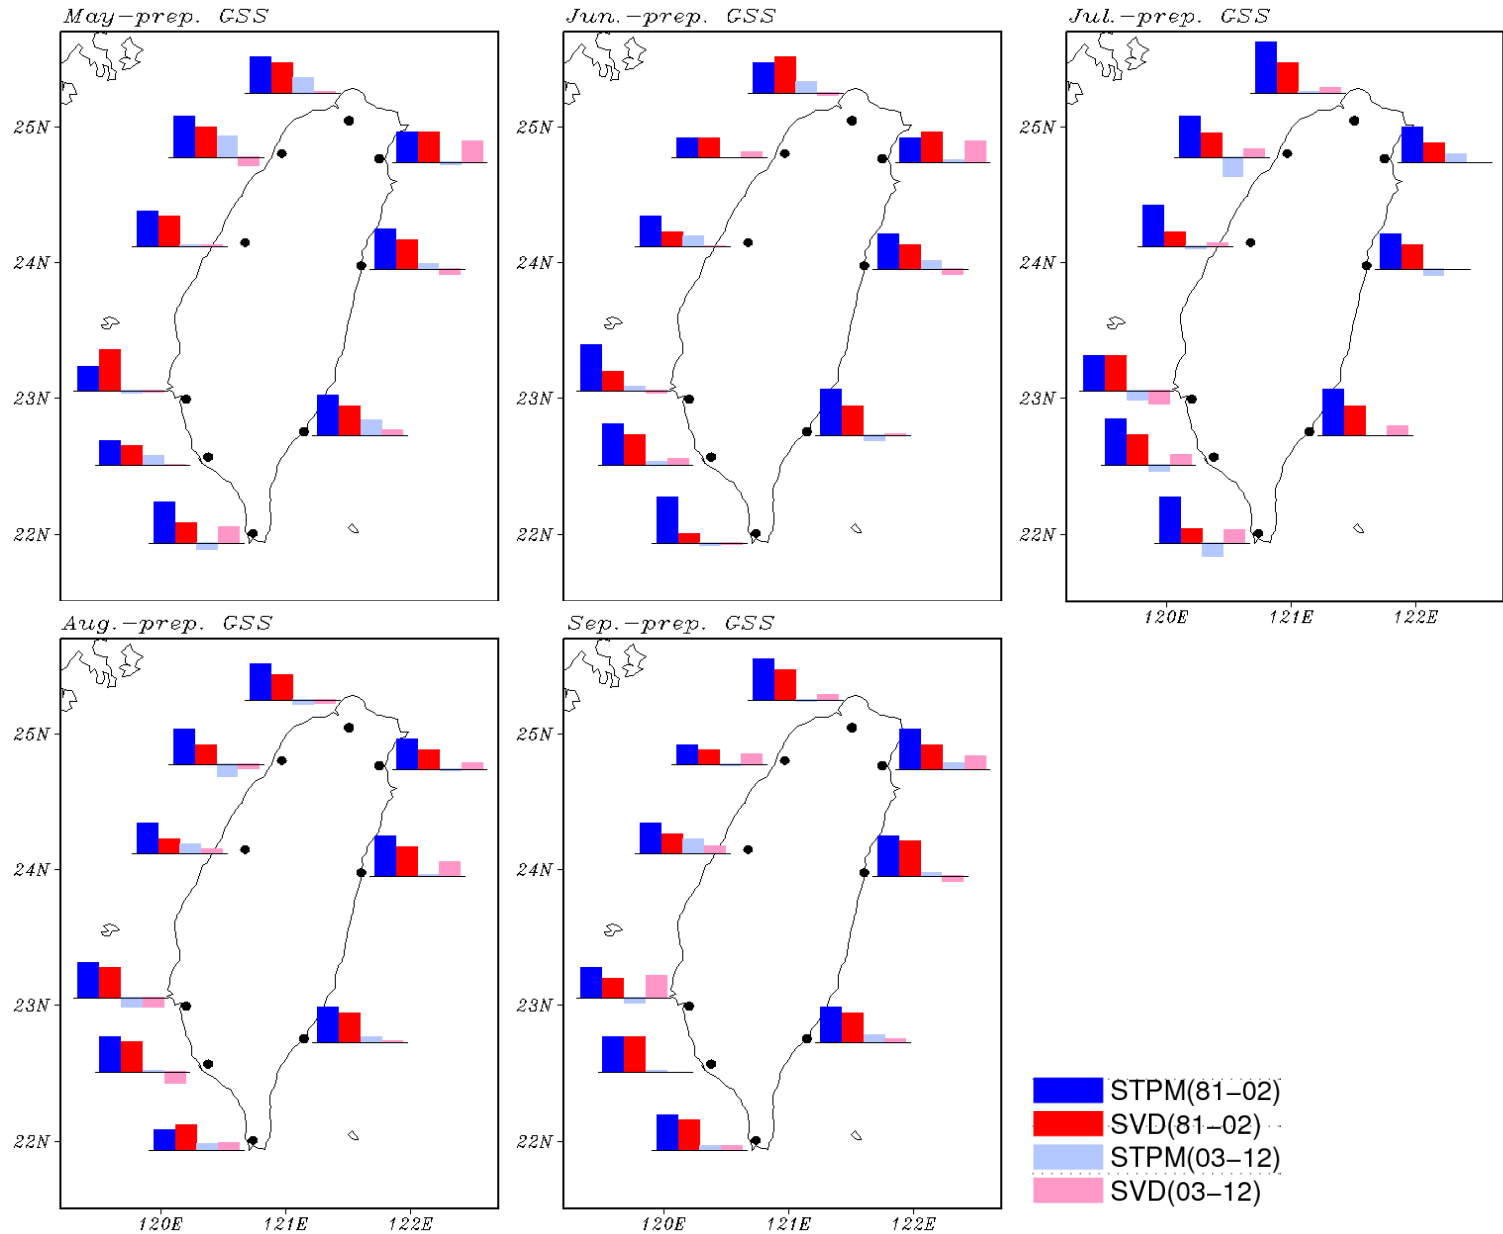 May-prep. GSS
Jun.-prep. GSS
Jul.-prep. GSS
25N
24N
23N
22N
25N
24N
23N
22N
25N
24N
23N
22N
120E 121E 122E
Aug.-prep. GSS
Sep.-prep. GSS
25N
24N
23N
22N
120E 121E 122E
25N
24N
23N
22N
120E 121E 122E
STPM(81-02)
SVD(81-02)
STPM(03-12)
SVD(03-12)